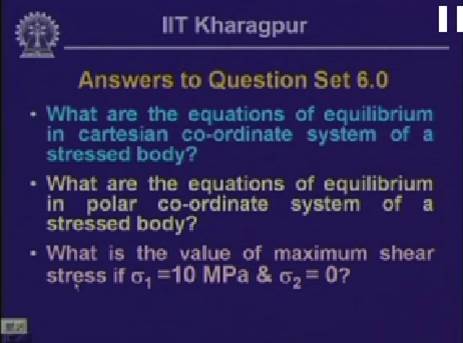 IIT Kharagpur
Answers to Question Set 6.0
• What are the equations of equilibrium
in cartesian co-ordinate system of a
stressed body?
• What are the equations of equilibrium
in polar co-ordinate system of a
stressed body?
• What is the value of maximum shear
stress if σ₁ =10 MPa & σ₂ = 0?